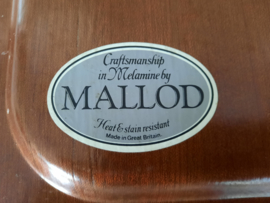 Craftsmanship
in Melamine by
MALLOD
Heat & stain resistant
Made in Great Britain.